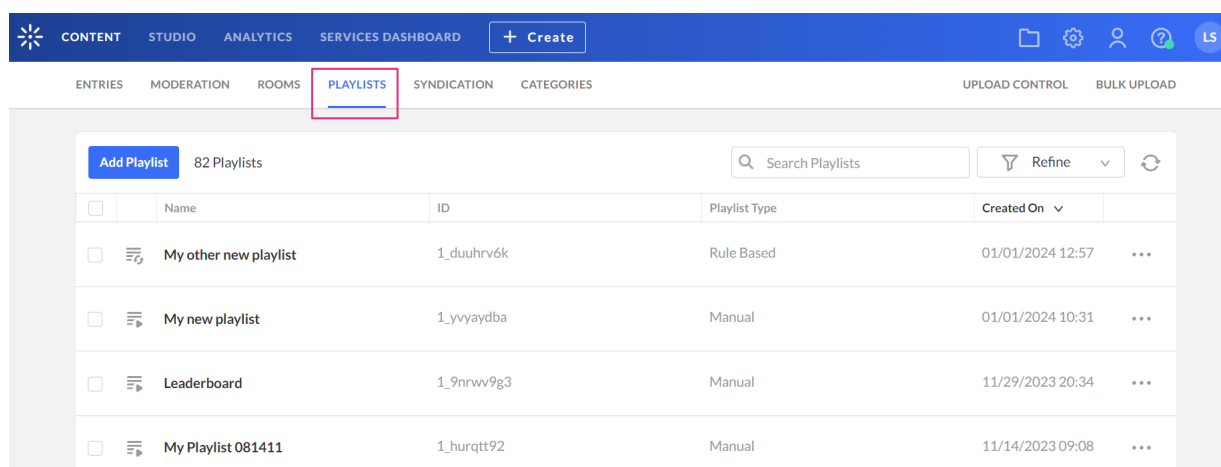 CONTENT STUDIO ANALYTICS SERVICES DASHBOARD + Create LS
ENTRIES MODERATION ROOMS PLAYLISTS SYNDICATION CATEGORIES UPLOAD CONTROL BULK UPLOAD
Add Playlist 82 Playlists Search Playlists Refine
Name ID Playlist Type Created On
My other new playlist 1_duuhrv6k Rule Based 01/01/2024 12:57
My new playlist 1_yvyaydba Manual 01/01/2024 10:31
Leaderboard 1_9nrwv9g3 Manual 11/29/2023 20:34
My Playlist 081411 1_hurqtt92 Manual 11/14/2023 09:08